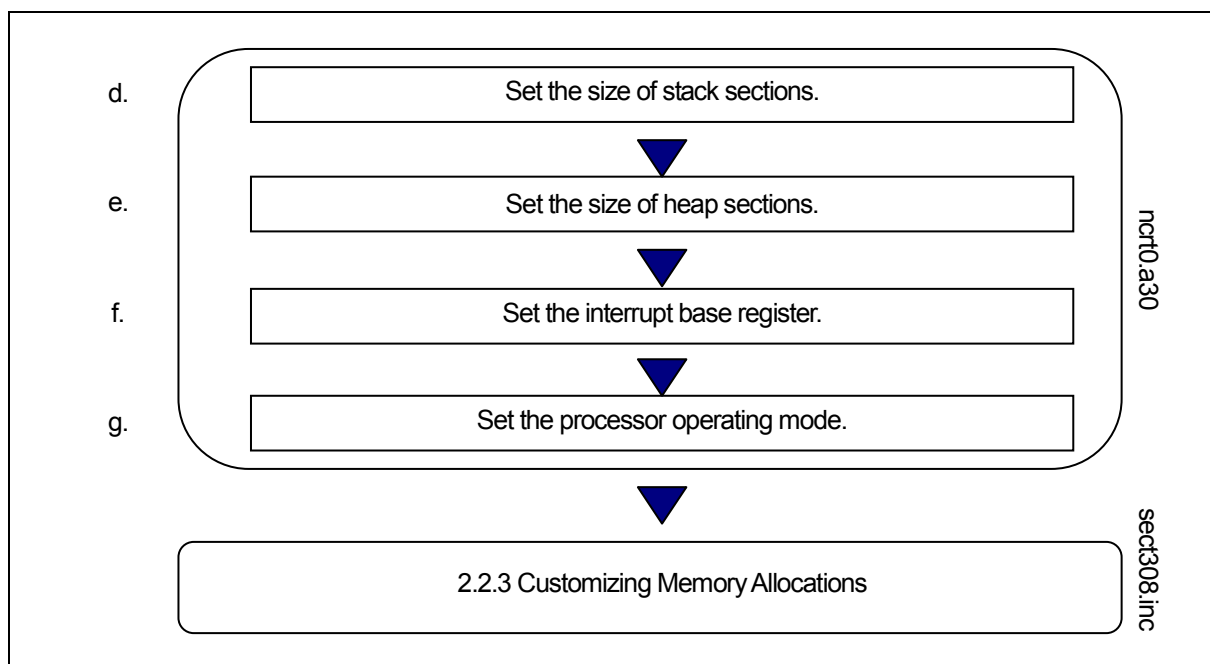 d.
Set the size of stack sections.
e.
Set the size of heap sections.
f.
Set the interrupt base register.
g.
Set the processor operating mode.
ncrt0.a30
2.2.3 Customizing Memory Allocations
sect308.inc